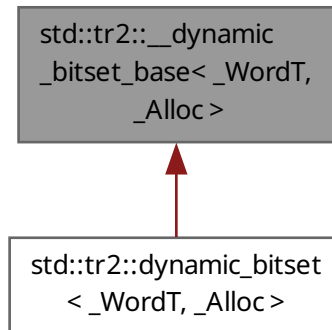 std::tr2::__dynamic
_bitset_base< _WordT,
_Alloc >
std::tr2::dynamic_bitset
< _WordT, _Alloc >